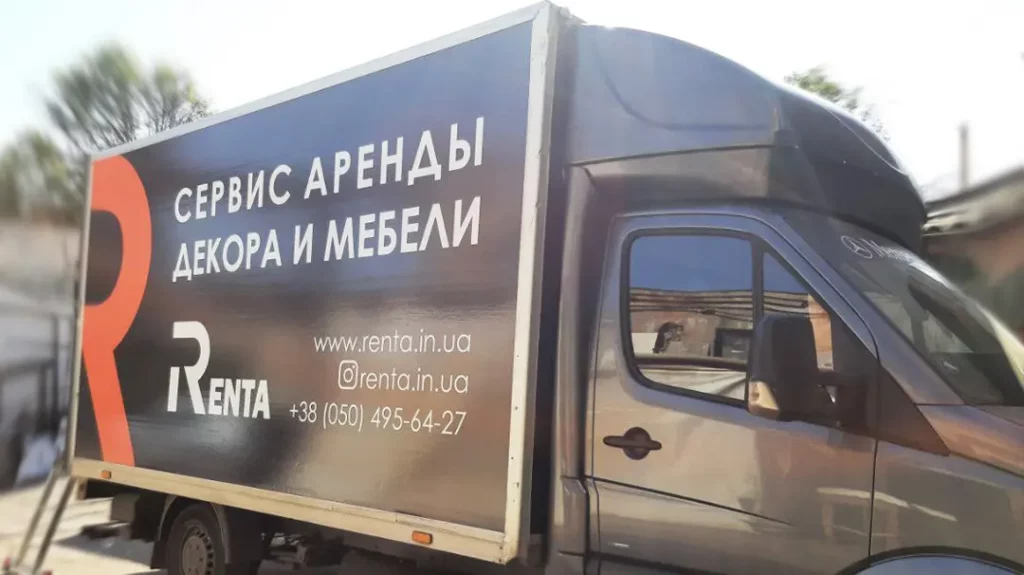 СЕРВИС АРЕНДЫ
ДЕКОРА И МЕБЕЛИ
RENTA
www.renta.in.ua
renta.in.ua
+38 (050) 495-64-27